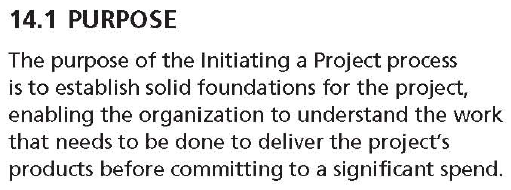 14.1 PURPOSE
The purpose of the Initiating a Project process
is to establish solid foundations for the project,
enabling the organization to understand the work
that needs to be done to deliver the project's
products before committing to a significant spend.